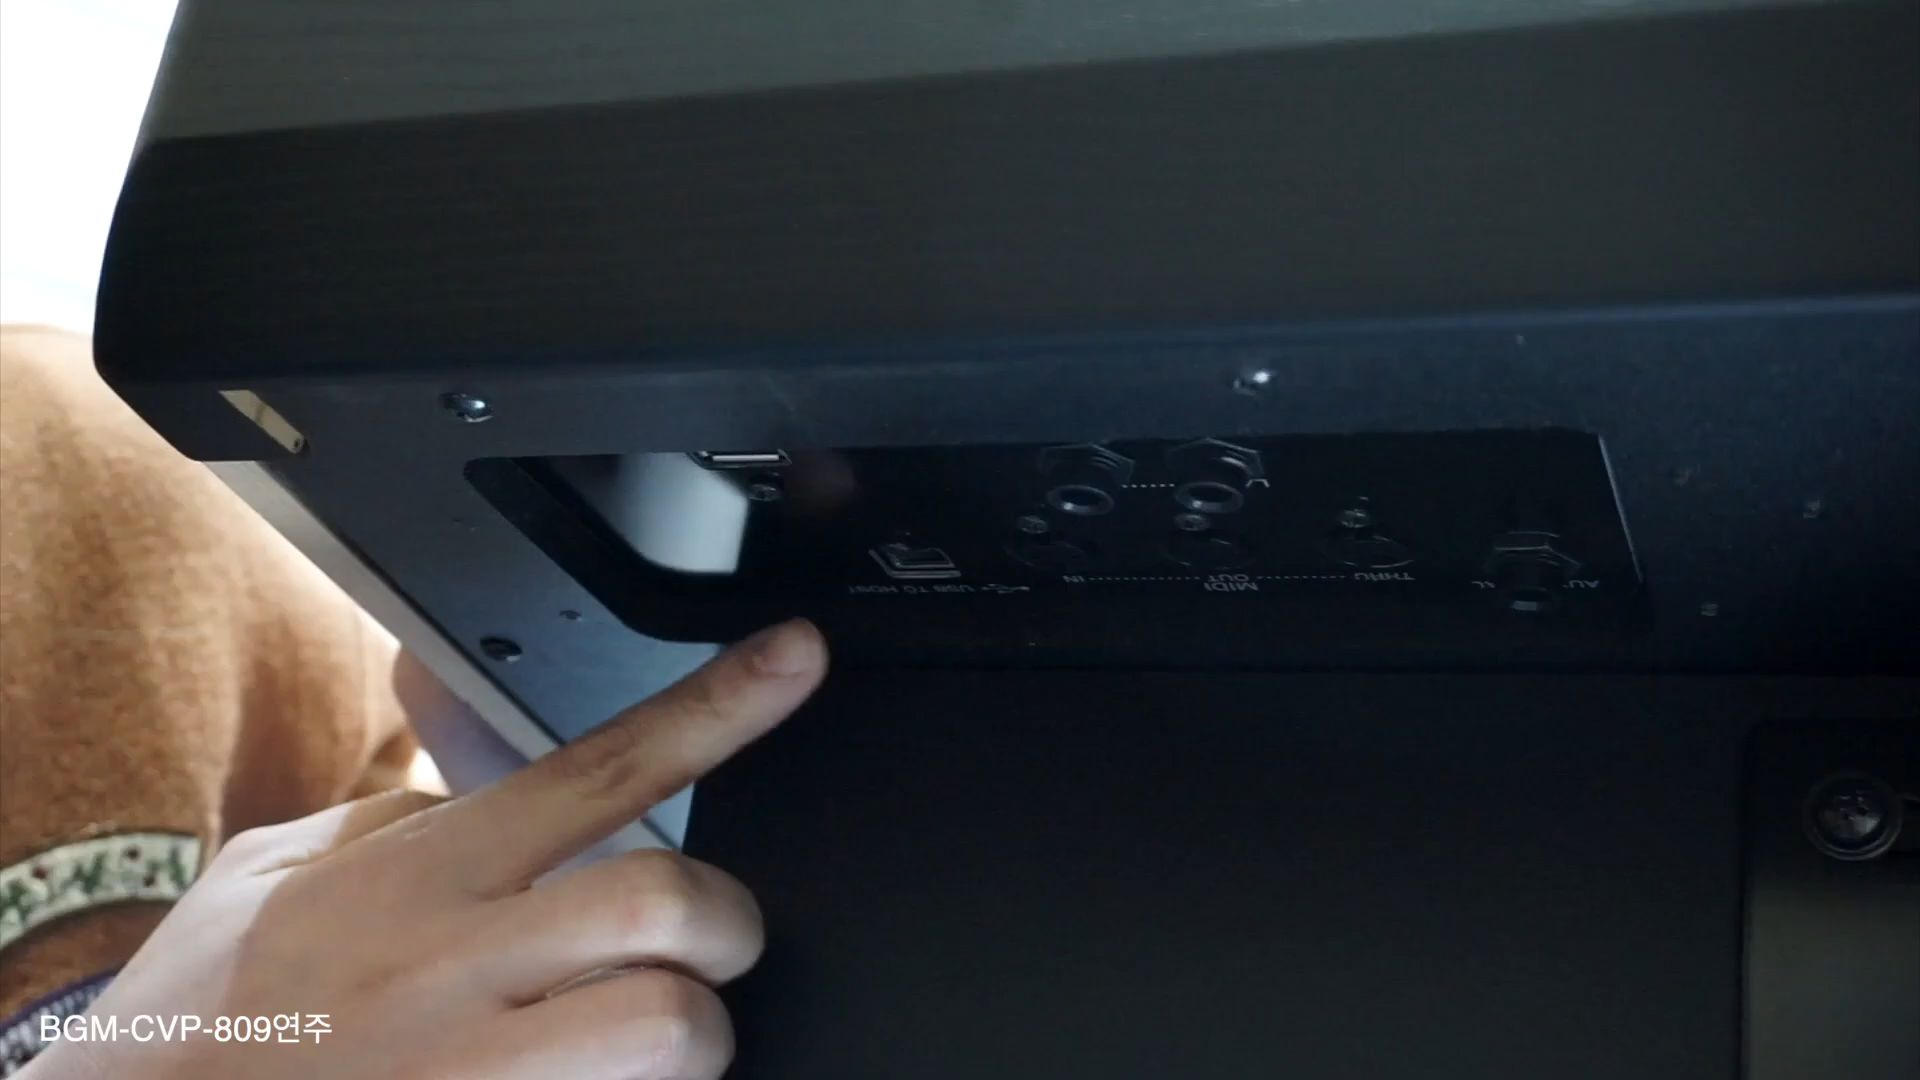 USB TO HOST
IN
MIDI
OUT
THRU
BGM-CVP-809연주